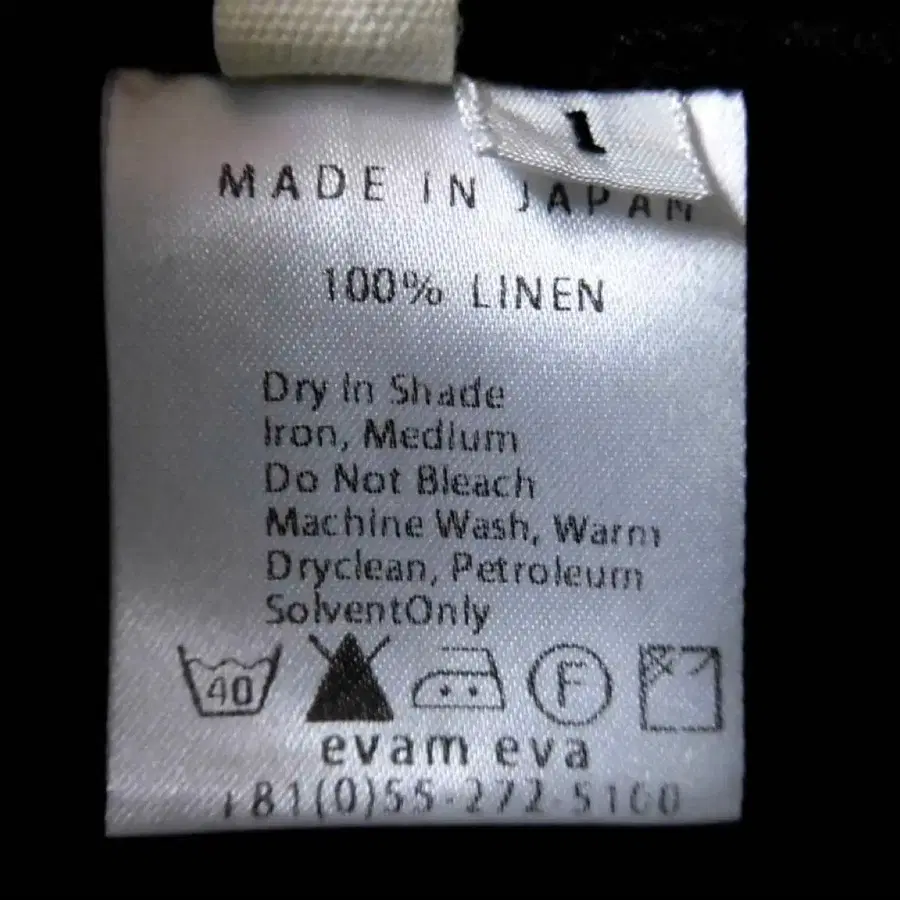 1
MADE IN JAPAN
100% LINEN
Dry In Shade
Iron, Medium
Do Not Bleach
Machine Wash, Warm
Dryclean, Petroleum
SolventOnly
40 F
evam eva
+81(0)55-272-5100